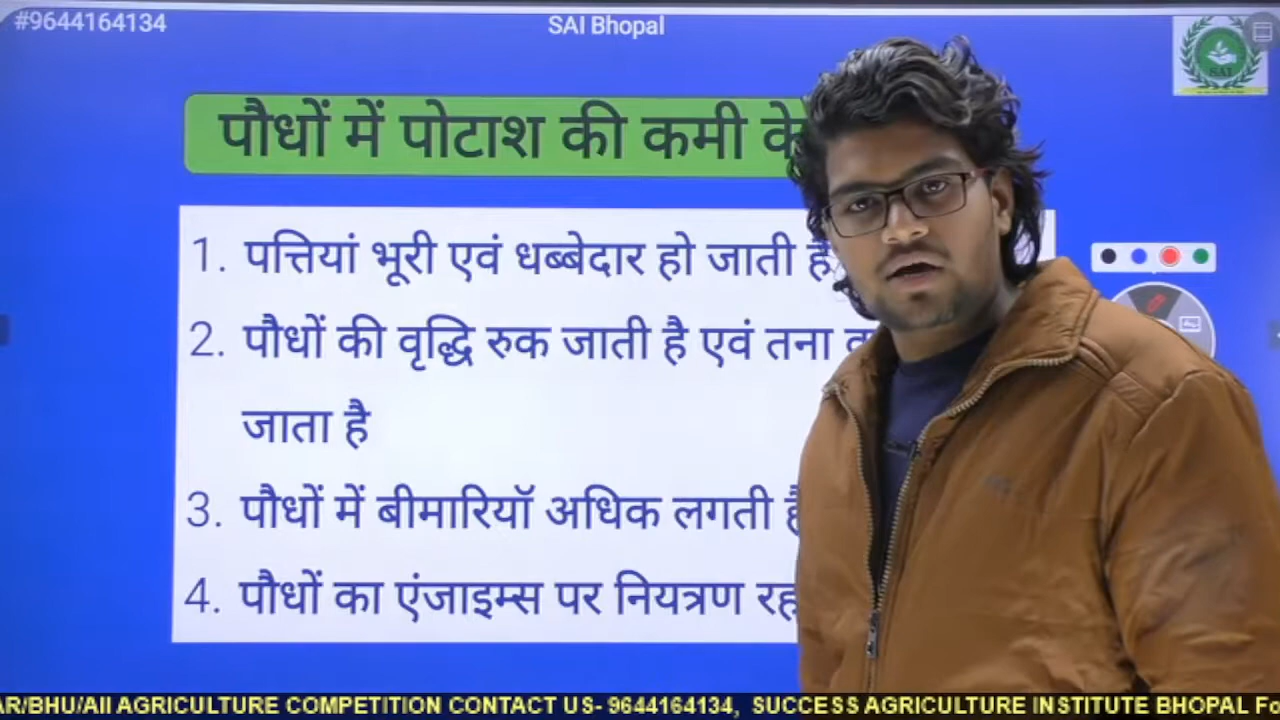 #9644164134
SAI Bhopal
SAI
पौधों में पोटाश की कमी के
1. पत्तियां भूरी एवं धब्बेदार हो जाती है
2. पौधों की वृद्धि रुक जाती है एवं तना
जाता है
3. पौधों में बीमारियॉ अधिक लगती है
4. पौधों का एंजाइम्स पर नियत्रण
AR/BHU/All AGRICULTURE COMPETITION CONTACT US- 9644164134, SUCCESS AGRICULTURE INSTITUTE BHOPAL